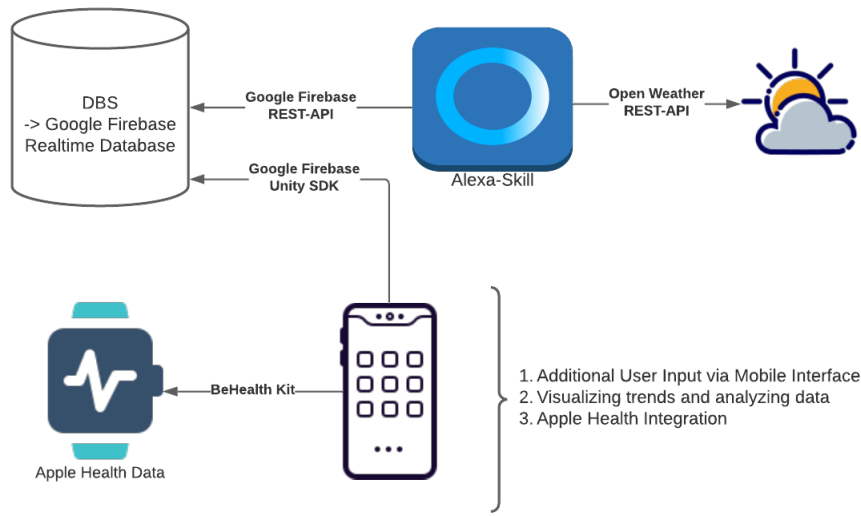 DBS
-> Google Firebase
Realtime Database
Google Firebase
REST-API
Open Weather
REST-API
Google Firebase
Unity SDK
Alexa-Skill
BeHealth Kit
Apple Health Data
1. Additional User Input via Mobile Interface
2. Visualizing trends and analyzing data
3. Apple Health Integration